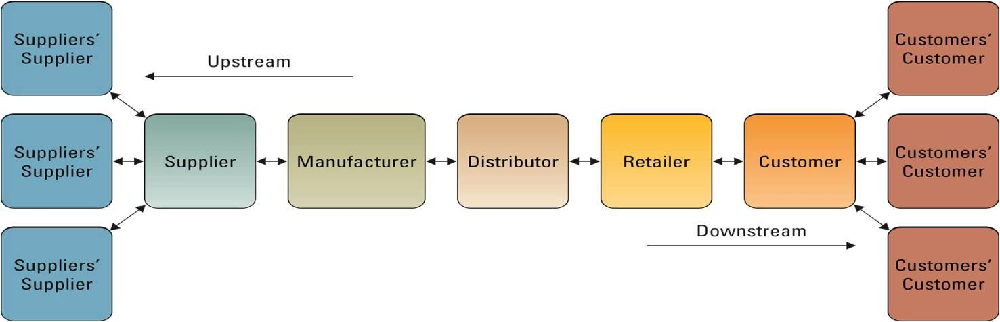 Suppliers’
Supplier
Upstream
Customers’
Customer
Suppliers’
Supplier
Supplier
Manufacturer
Distributor
Retailer
Customer
Customers’
Customer
Downstream
Suppliers’
Supplier
Customers’
Customer